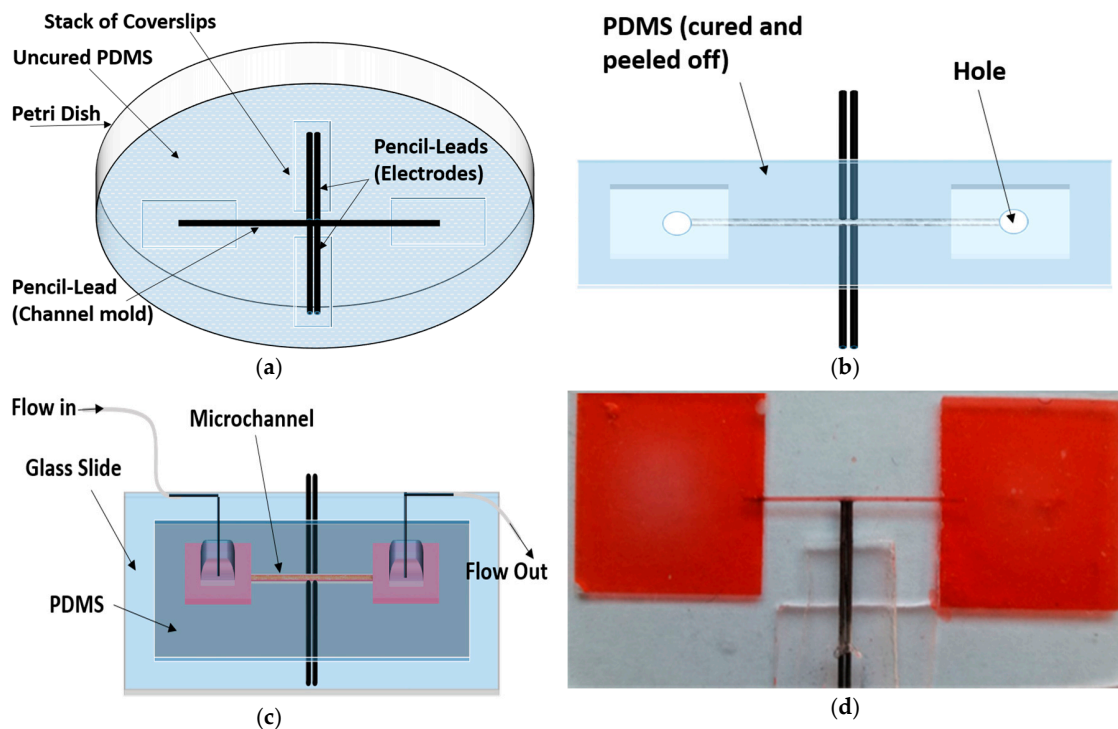 Stack of Coverslips
Uncured PDMS
Petri Dish
Pencil-Leads
(Electrodes)
Pencil-Lead
(Channel mold)
(a)
PDMS (cured and
peeled off)
Hole
(b)
Flow in
Microchannel
Glass Slide
PDMS
Flow Out
(c)
(d)